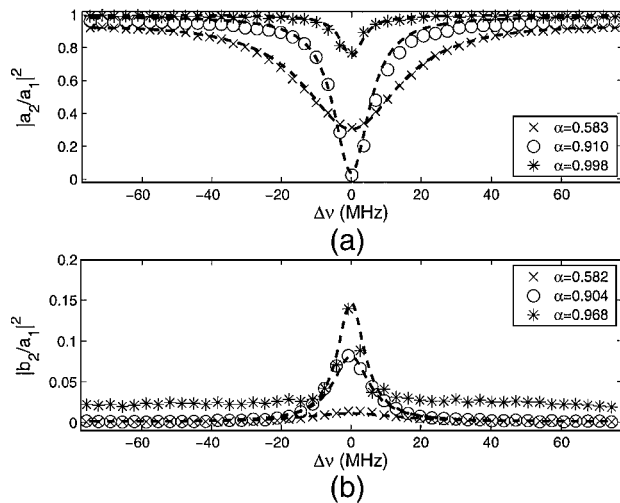 1
0.8
0.6
0.4
0.2
0
|a₂/a₁|²
× α=0.583
○ α=0.910
* α=0.998
−60 −40 −20 0 20 40 60
Δν (MHz)
(a)
0.2
0.15
0.1
0.05
0
|b₂/a₁|²
× α=0.582
○ α=0.904
* α=0.968
−60 −40 −20 0 20 40 60
Δν (MHz)
(b)